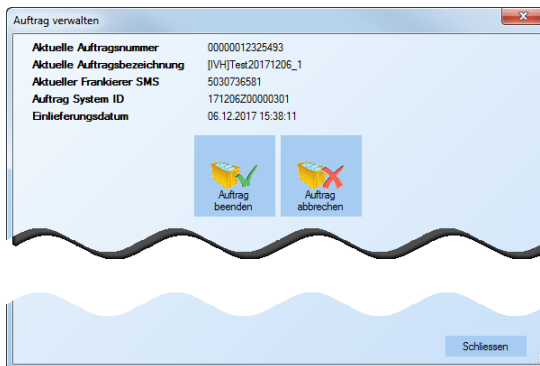 Auftrag verwalten
Aktuelle Auftragsnummer 00000012325493
Aktuelle Auftragsbezeichnung [IVH]Test20171206_1
Aktueller Frankierer SMS 5030736581
Auftrag System ID 171206Z00000301
Einlieferungsdatum 06.12.2017 15:38:11
Auftrag beenden
Auftrag abbrechen
Schliessen